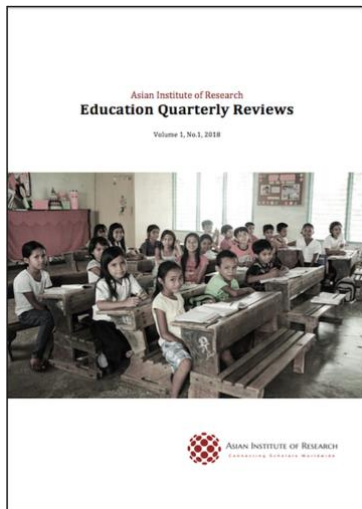 Asian Institute of Research
Education Quarterly Reviews
Volume 1, No.1, 2018
ASIAN INSTITUTE OF RESEARCH
Connecting Scholars Worldwide